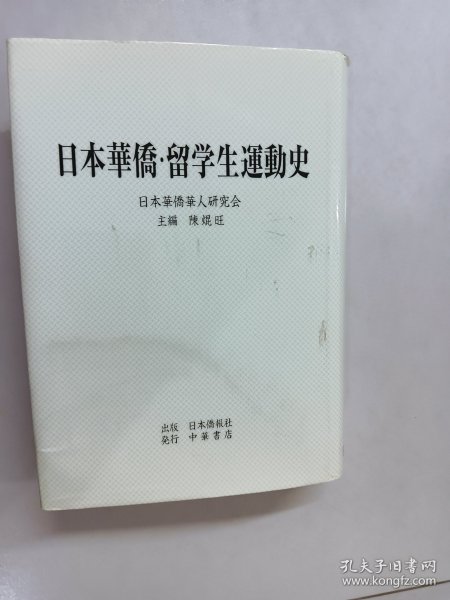 日本華僑·留学生運動史
日本華僑華人研究会
主編 陳焜旺
出版 日本僑報社
発行 中華書店
孔夫子旧书网
www.kongfz.com